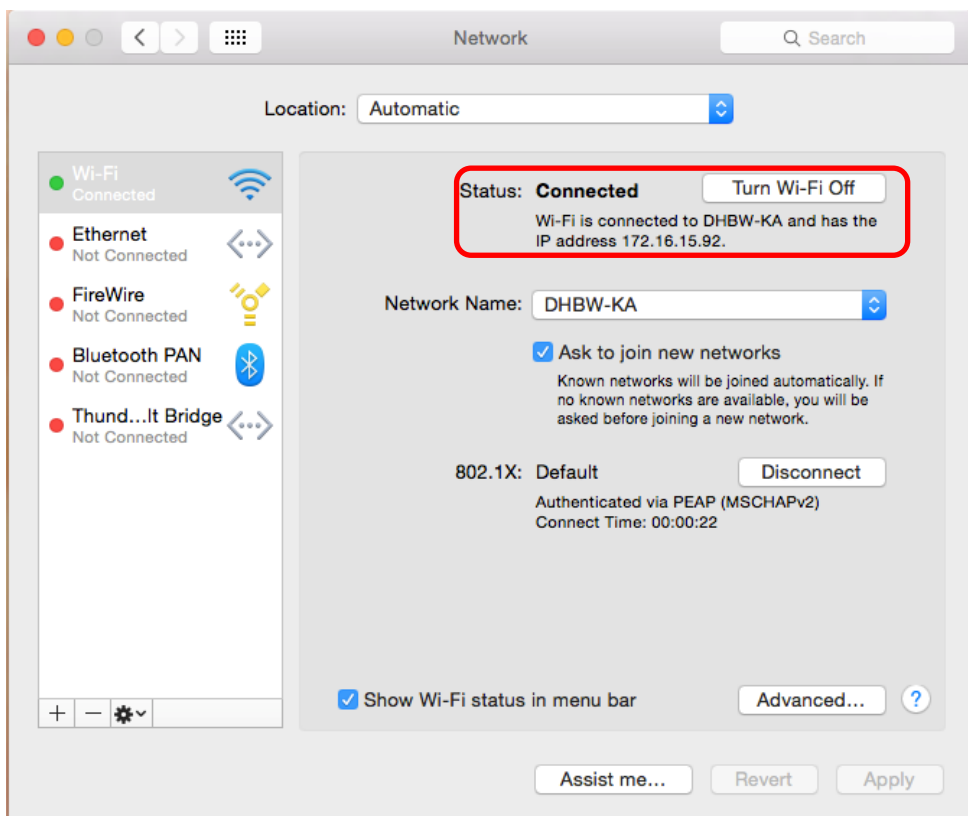 Network
Search
Location: Automatic
Wi-Fi
Connected
Ethernet
Not Connected
FireWire
Not Connected
Bluetooth PAN
Not Connected
Thund...lt Bridge
Not Connected
Status: Connected Turn Wi-Fi Off
Wi-Fi is connected to DHBW-KA and has the
IP address 172.16.15.92.
Network Name: DHBW-KA
Ask to join new networks
Known networks will be joined automatically. If
no known networks are available, you will be
asked before joining a new network.
802.1X: Default Disconnect
Authenticated via PEAP (MSCHAPv2)
Connect Time: 00:00:22
Show Wi-Fi status in menu bar Advanced... ?
Assist me... Revert Apply